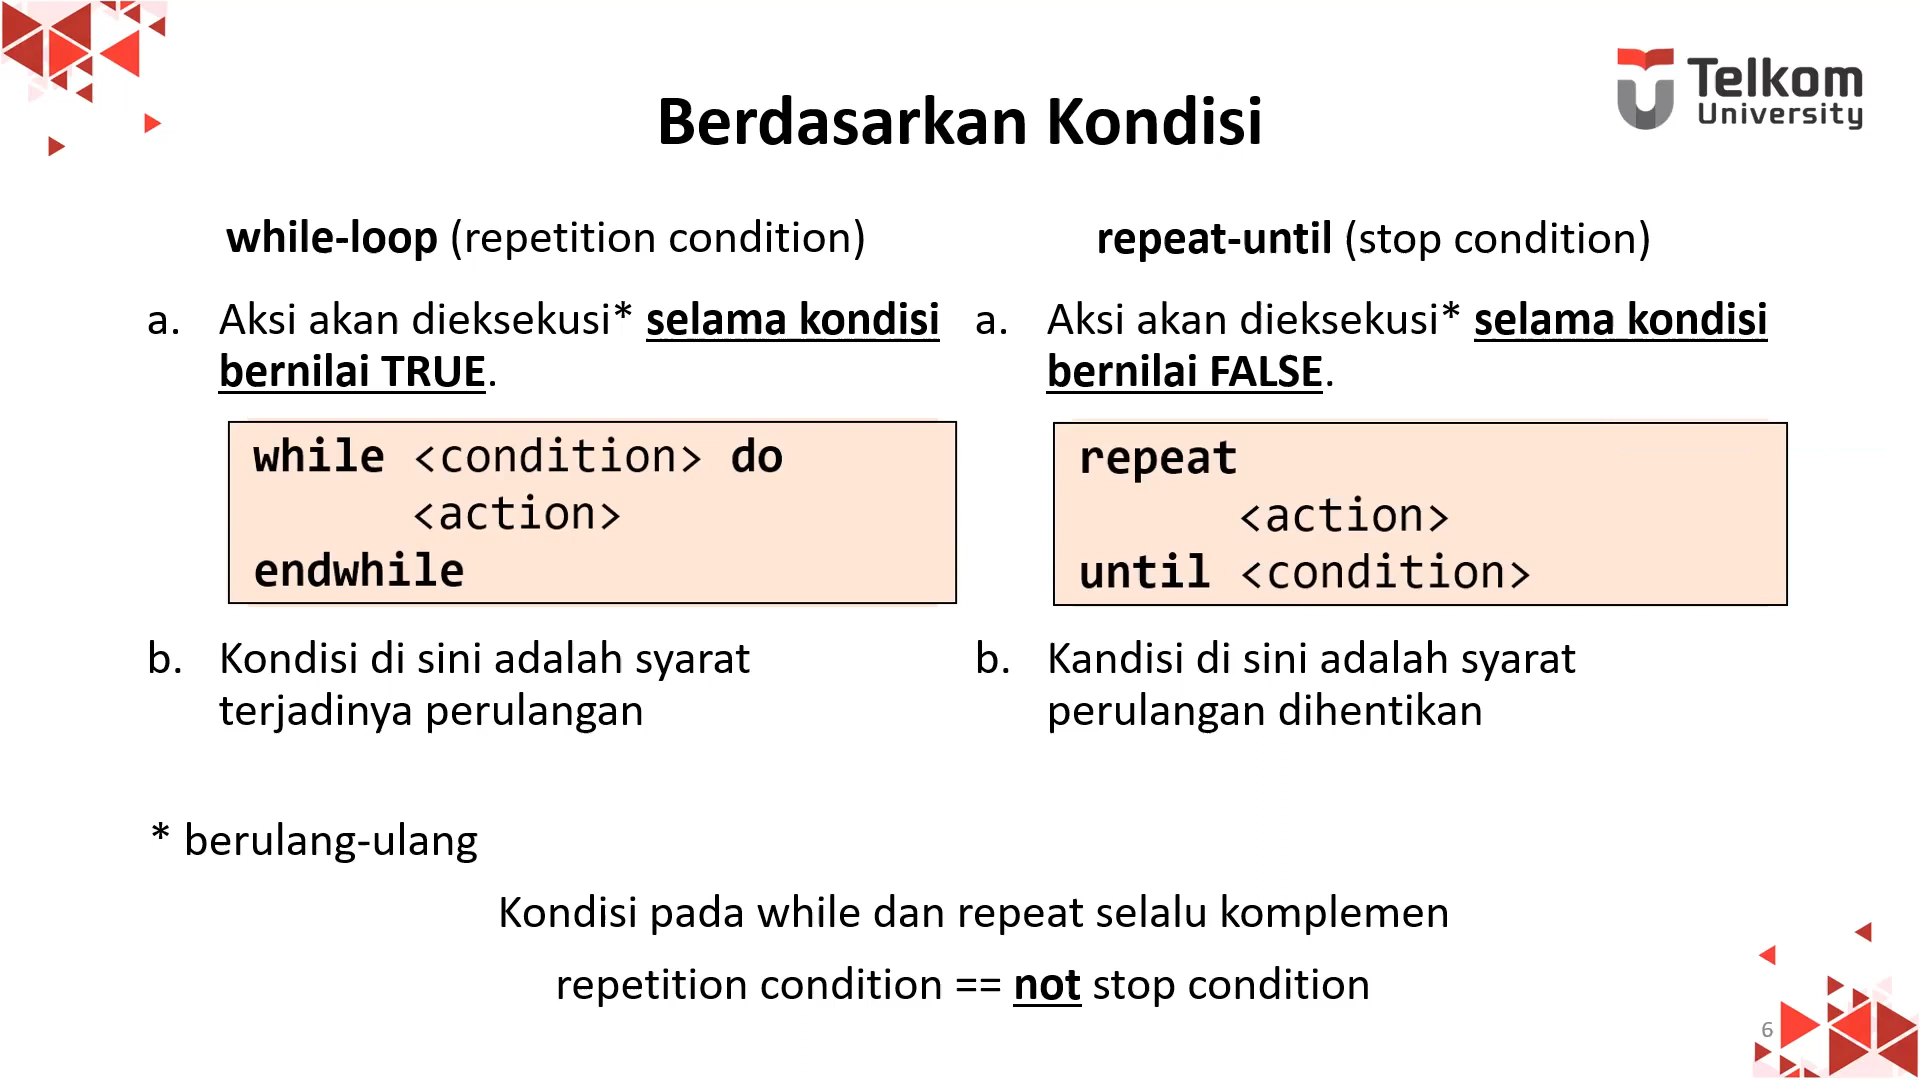 Telkom
University
Berdasarkan Kondisi
while-loop (repetition condition)
a. Aksi akan dieksekusi* selama kondisi
bernilai TRUE.
while <condition> do
<action>
endwhile
b. Kondisi di sini adalah syarat
terjadinya perulangan
repeat-until (stop condition)
a. Aksi akan dieksekusi* selama kondisi
bernilai FALSE.
repeat
<action>
until <condition>
b. Kandisi di sini adalah syarat
perulangan dihentikan
* berulang-ulang
Kondisi pada while dan repeat selalu komplemen
repetition condition == not stop condition
6